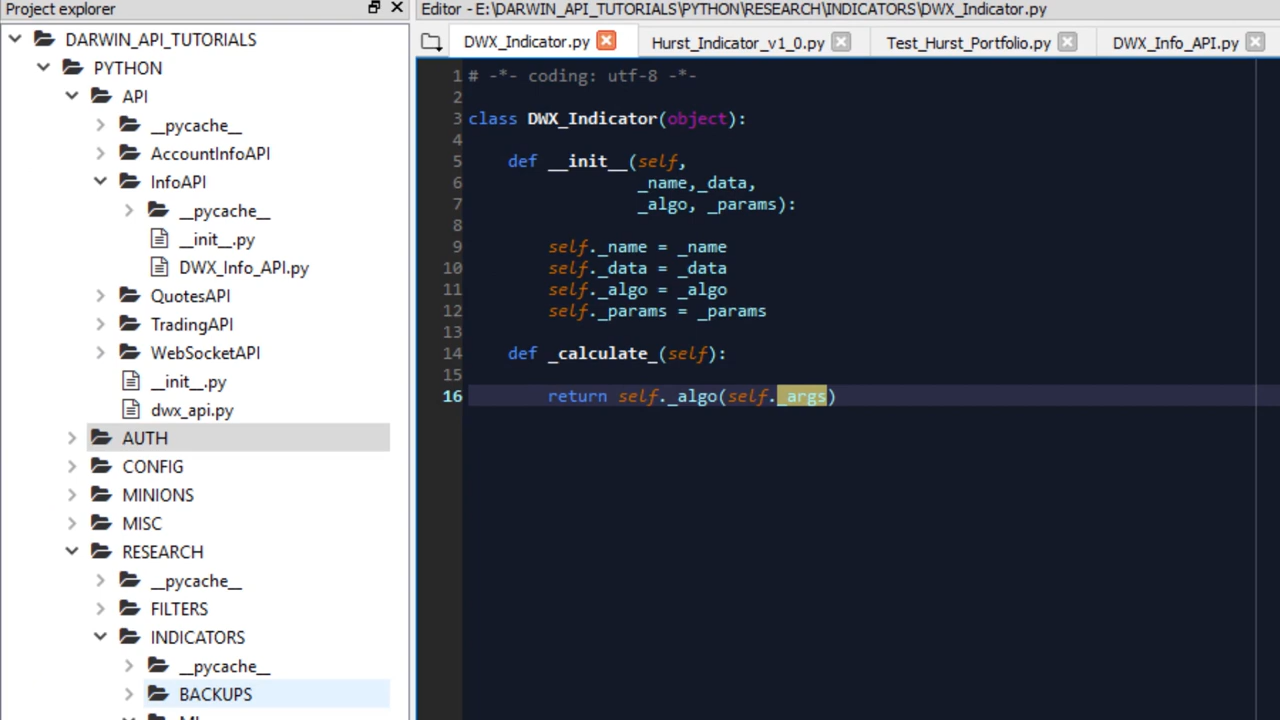 Project explorer
DARWIN_API_TUTORIALS
PYTHON
API
__pycache__
AccountInfoAPI
InfoAPI
__pycache__
__init__.py
DWX_Info_API.py
QuotesAPI
TradingAPI
WebSocketAPI
__init__.py
dwx_api.py
AUTH
CONFIG
MINIONS
MISC
RESEARCH
__pycache__
FILTERS
INDICATORS
__pycache__
BACKUPS
Editor - E:\DARWIN_API_TUTORIALS\PYTHON\RESEARCH\INDICATORS\DWX_Indicator.py
DWX_Indicator.py Hurst_Indicator_v1_0.py Test_Hurst_Portfolio.py DWX_Info_API.py
1 # -*- coding: utf-8 -*-
2
3 class DWX_Indicator(object):
4
5 def __init__(self,
6 _name,_data,
7 _algo, _params):
8
9 self._name = _name
10 self._data = _data
11 self._algo = _algo
12 self._params = _params
13
14 def _calculate_(self):
15
16 return self._algo(self._args)